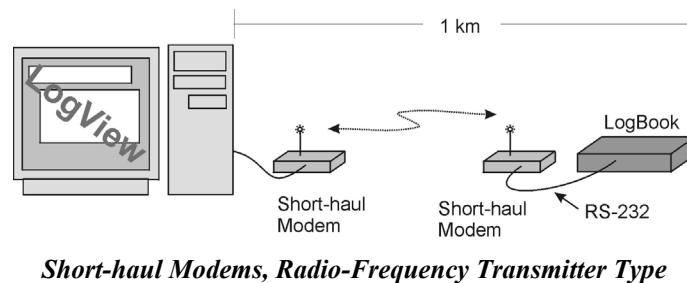 1 km
LogView
LogBook
Short-haul
Modem
Short-haul
Modem
RS-232
Short-haul Modems, Radio-Frequency Transmitter Type